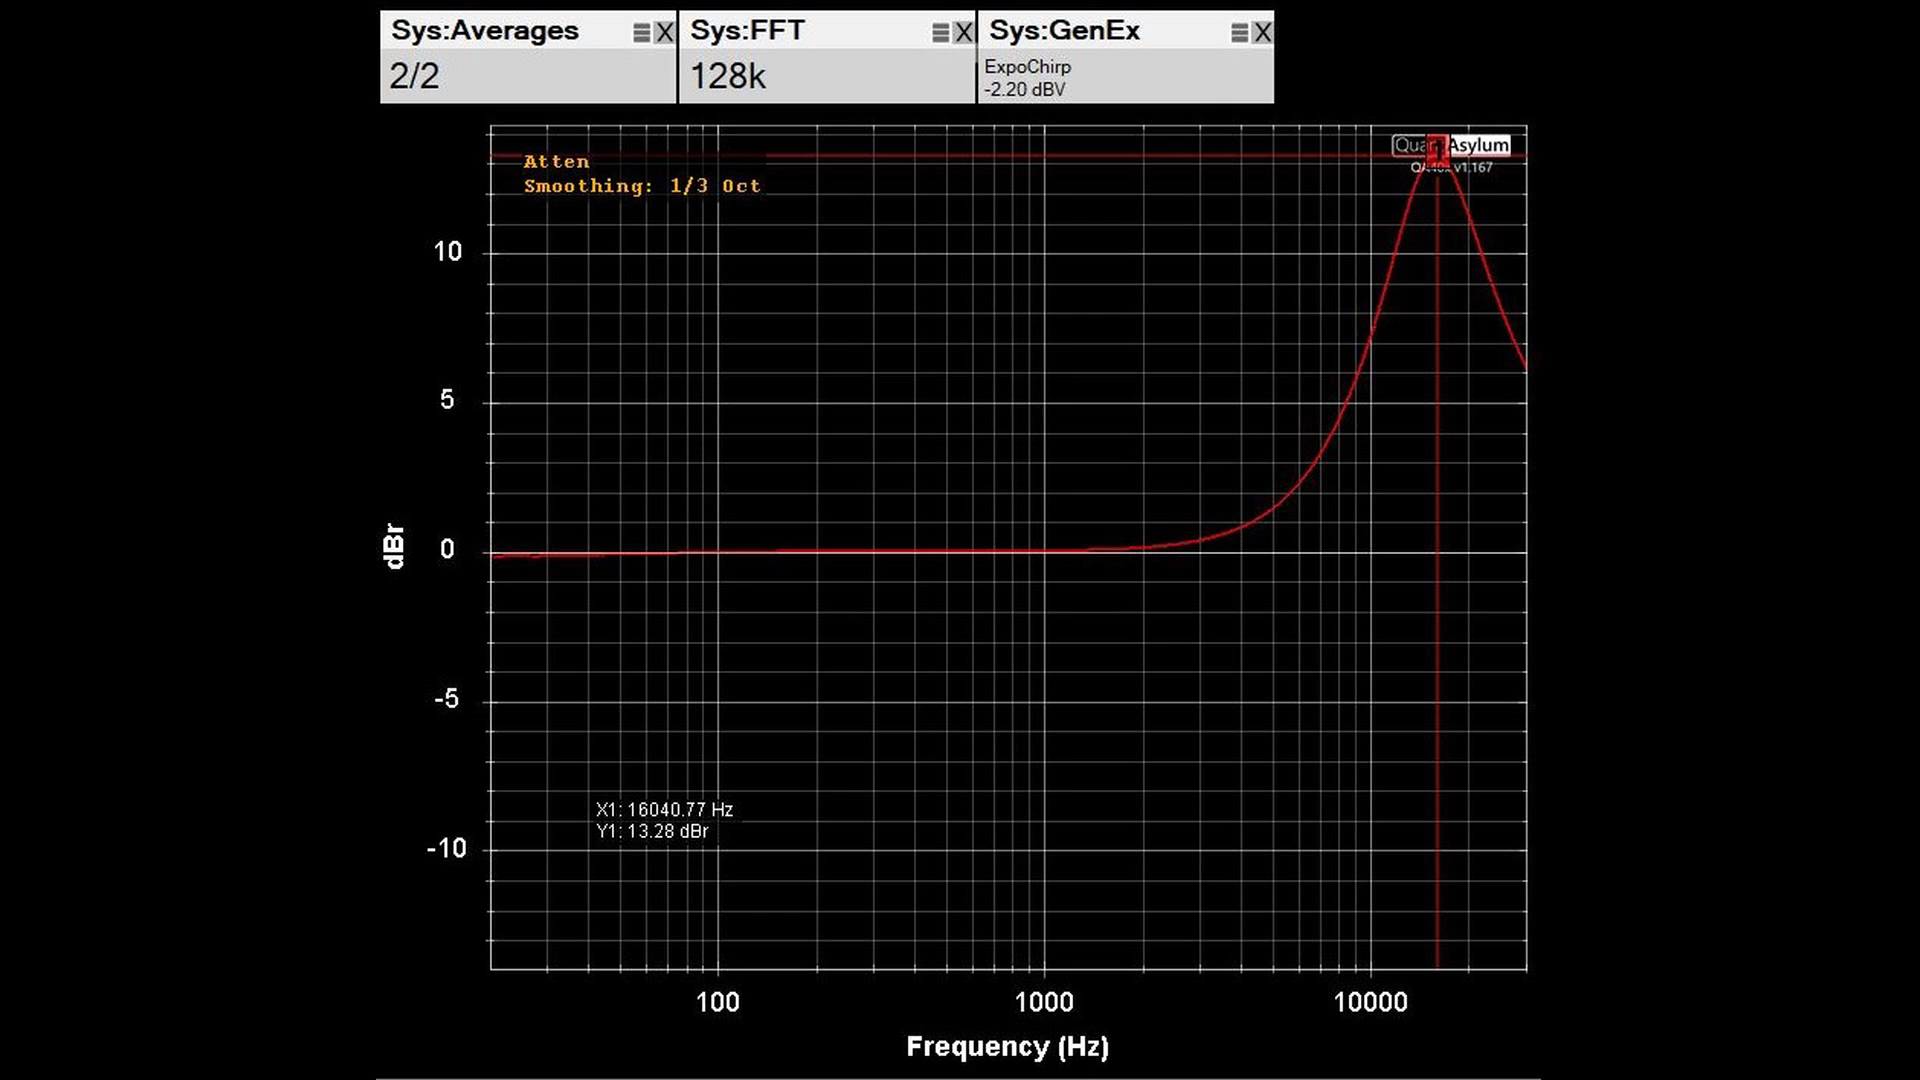 Sys:Averages X Sys:FFT X Sys:GenEx X
2/2 128k ExpoChirp
-2.20 dBV
Asylum
Atten
Smoothing: 1/3 Oct
10
5
0
-5
-10
dBr
X1: 16040.77 Hz
Y1: 13.28 dBr
100 1000 10000
Frequency (Hz)